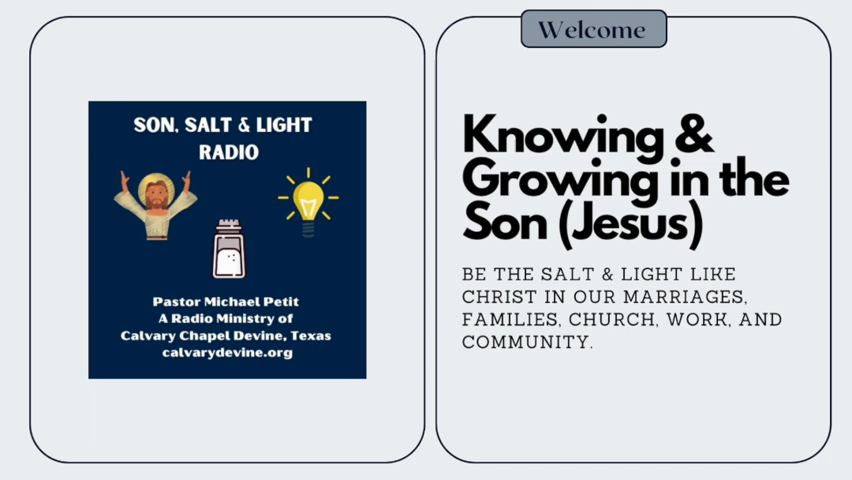 SON, SALT & LIGHT
RADIO
Pastor Michael Petit
A Radio Ministry of
Calvary Chapel Devine, Texas
calvarydevine.org
Welcome
Knowing &
Growing in the
Son (Jesus)
BE THE SALT & LIGHT LIKE
CHRIST IN OUR MARRIAGES,
FAMILIES, CHURCH, WORK, AND
COMMUNITY.